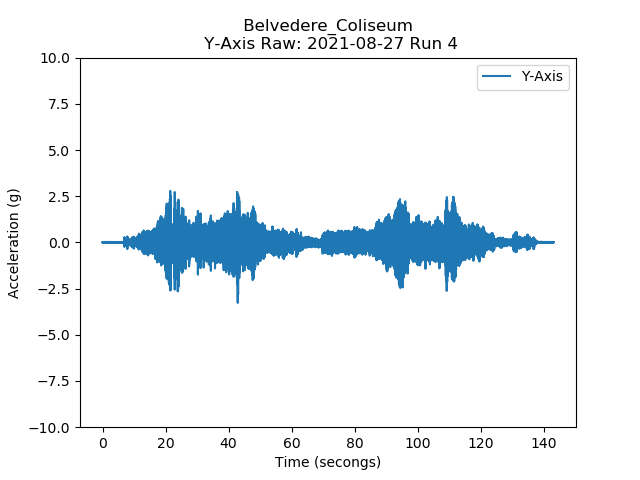 Belvedere_Coliseum
Y-Axis Raw: 2021-08-27 Run 4
10.0
7.5
5.0
2.5
0.0
−2.5
−5.0
−7.5
−10.0
Acceleration (g)
Y-Axis
0 20 40 60 80 100 120 140
Time (secongs)